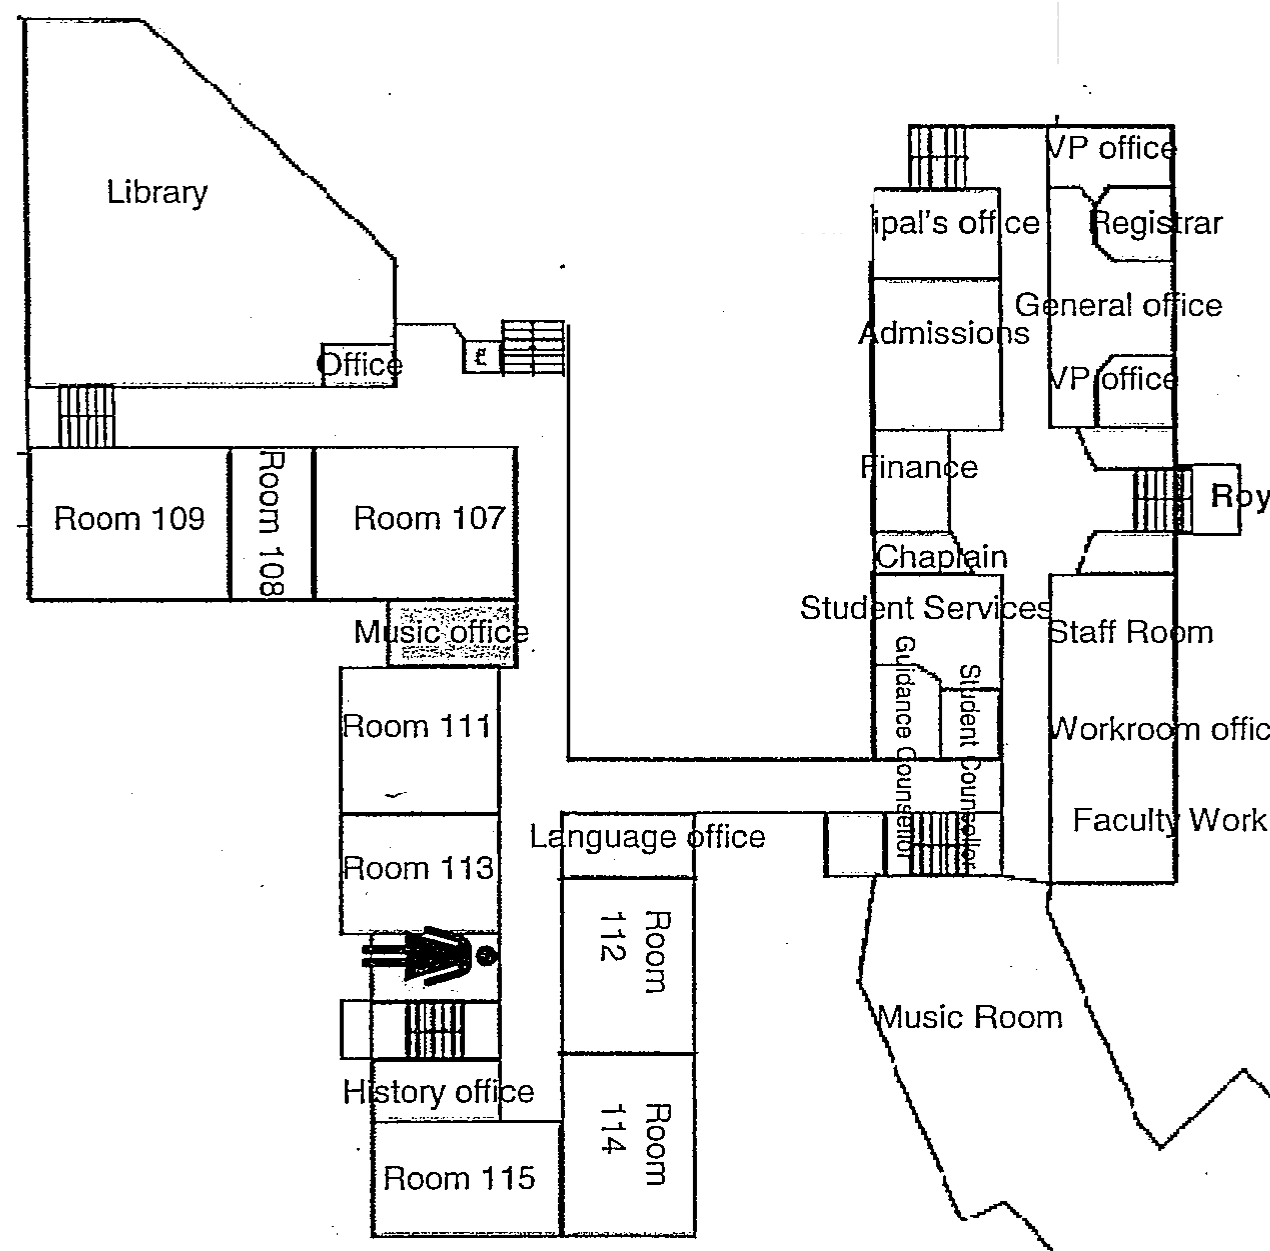 VP office
Library
ipal's office
Registrar
General office
Admissions
Office
VP office
Finance
Roy
Room 109
Room 108
Room 107
Chaplain
Student Services
Music office
Staff Room
Guidance Counsellor
Student Counsellor
Room 111
Workroom offic
Language office
Faculty Work
Room 113
Room
112
Music Room
History office
Room
114
Room 115